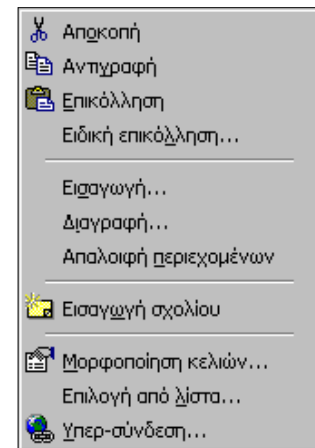 Αποκοπή
Αντιγραφή
Επικόλληση
Ειδική επικόλληση...
Εισαγωγή...
Διαγραφή...
Απαλοιφή περιεχομένων
Εισαγωγή σχολίου
Μορφοποίηση κελιών...
Επιλογή από λίστα...
Υπερ-σύνδεση...